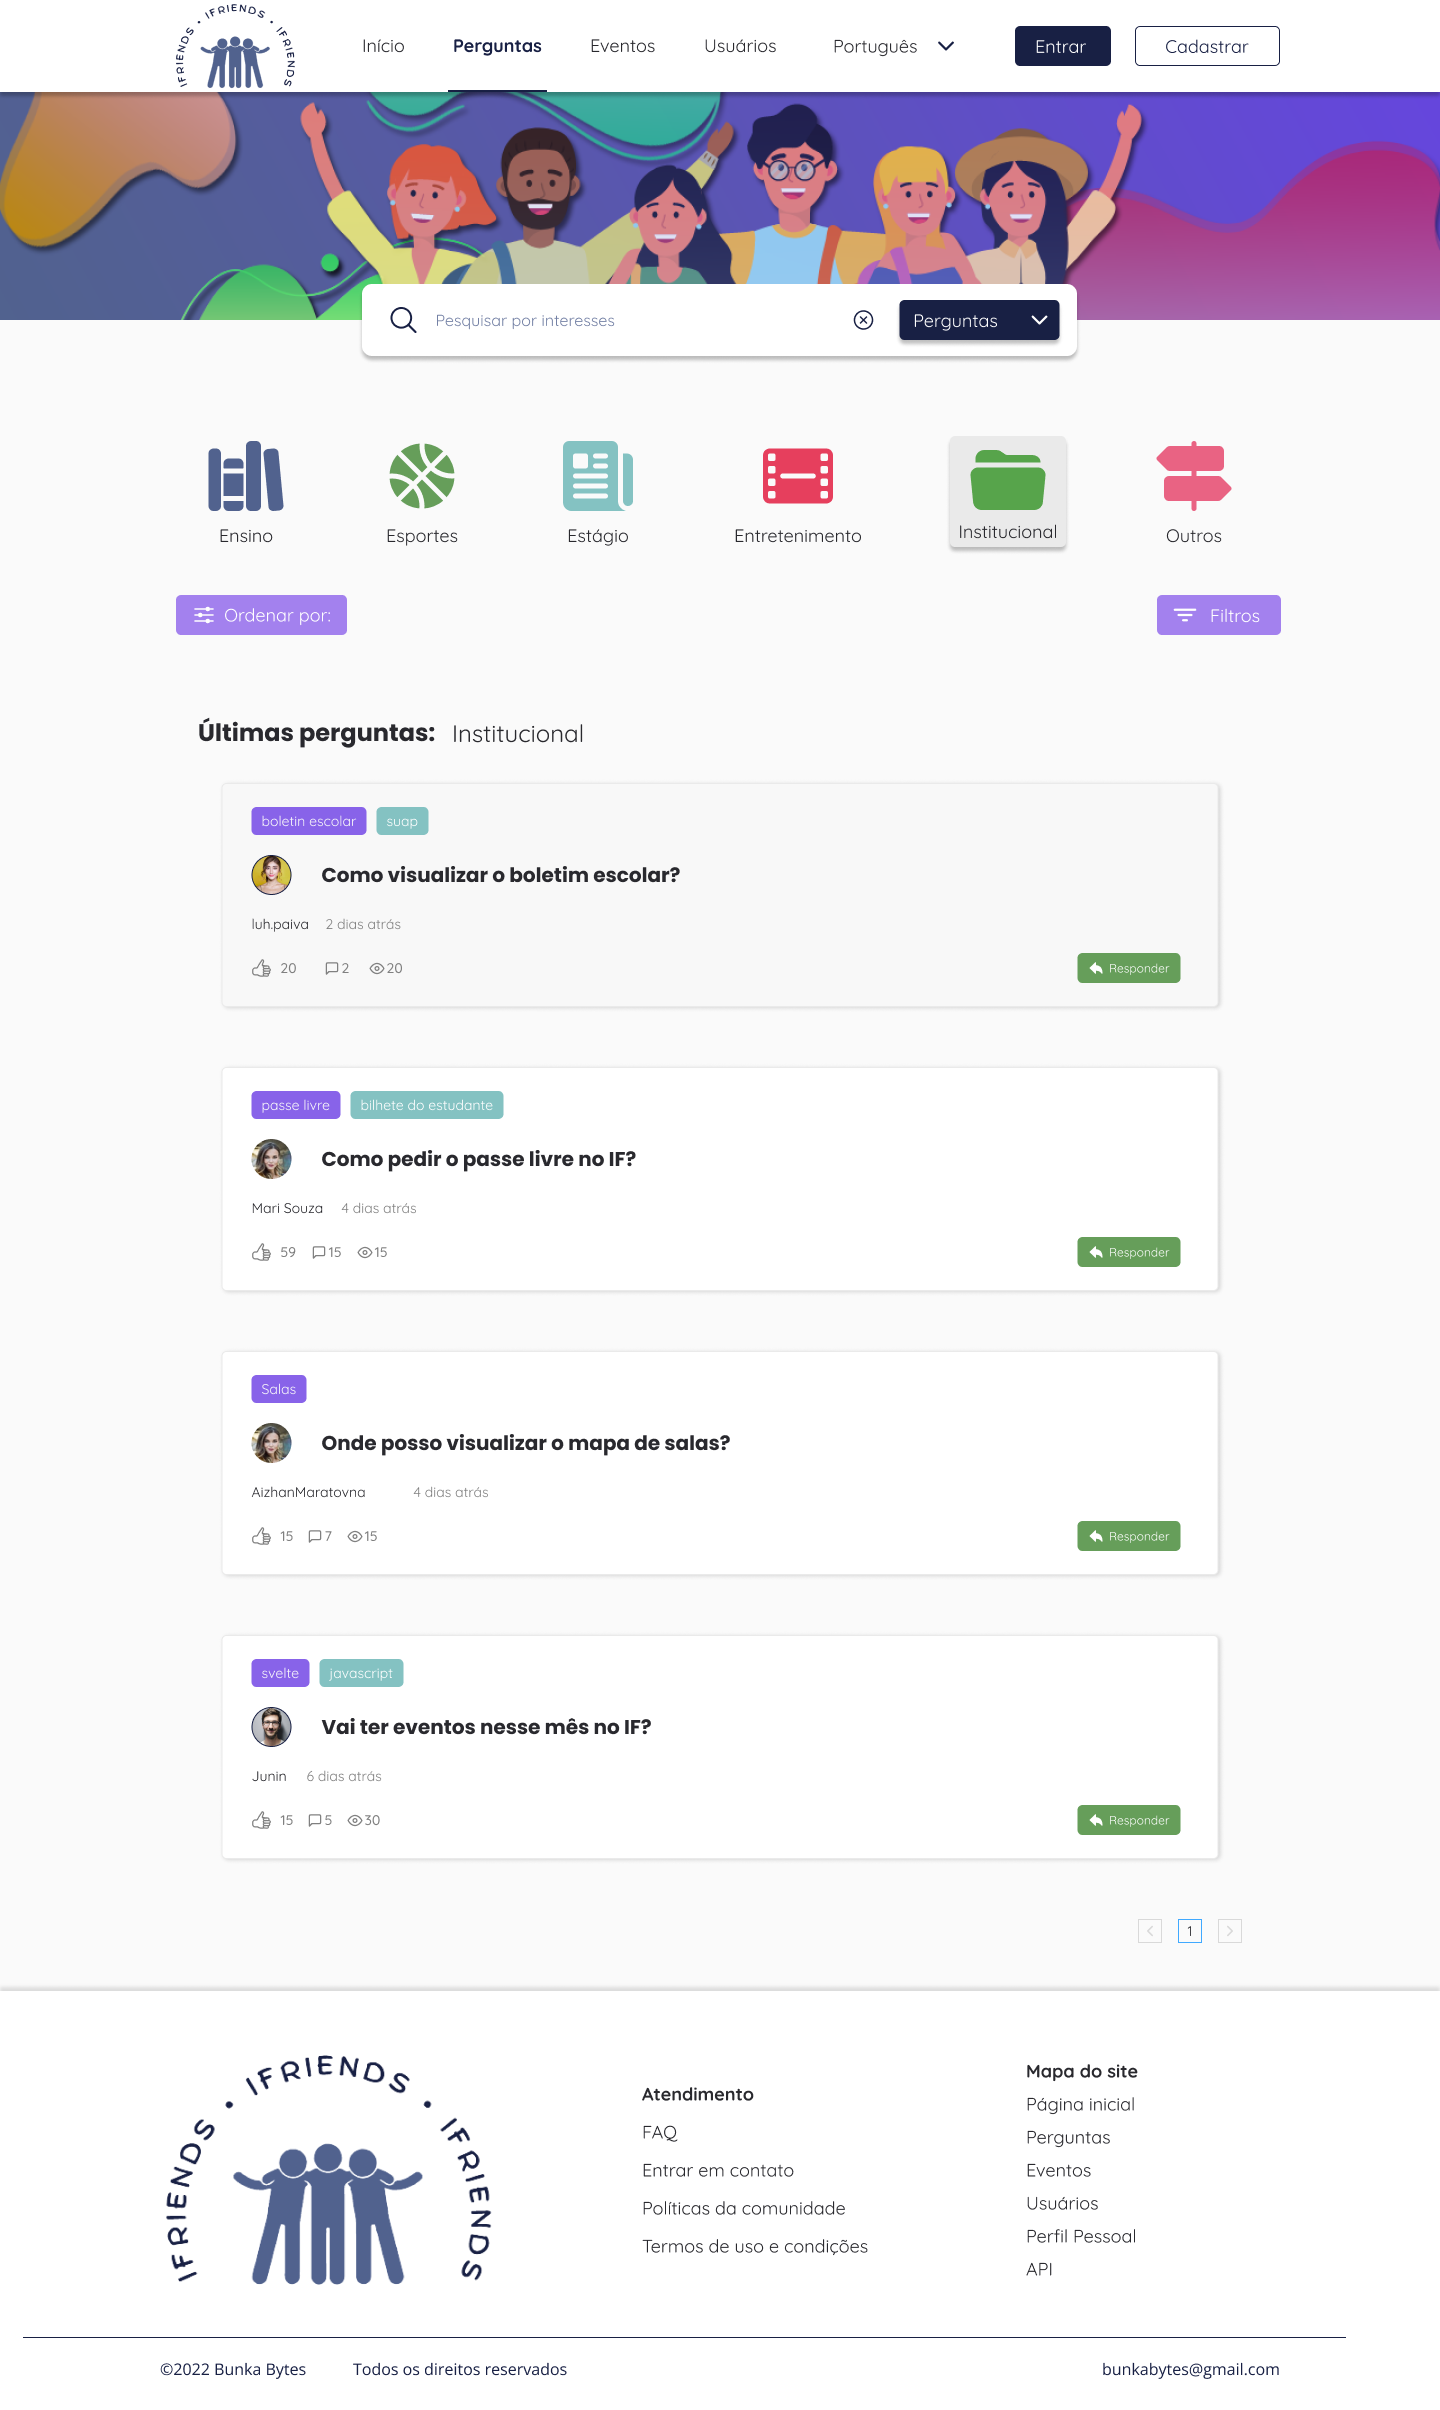 IFRIENDS • IFRIENDS • IFRIENDS
Início
Perguntas
Eventos
Usuários
Português
Entrar
Cadastrar
Pesquisar por interesses
Perguntas
Ensino
Esportes
Estágio
Entretenimento
Institucional
Outros
Ordenar por:
Filtros
Últimas perguntas: Institucional
boletin escolar suap
Como visualizar o boletim escolar?
luh.paiva 2 dias atrás
20 2 20
Responder
passe livre bilhete do estudante
Como pedir o passe livre no IF?
Mari Souza 4 dias atrás
59 15 15
Responder
Salas
Onde posso visualizar o mapa de salas?
AizhanMaratovna 4 dias atrás
15 7 15
Responder
svelte javascript
Vai ter eventos nesse mês no IF?
Junin 6 dias atrás
15 5 30
Responder
1
IFRIENDS • IFRIENDS • IFRIENDS
Atendimento
FAQ
Entrar em contato
Políticas da comunidade
Termos de uso e condições
Mapa do site
Página inicial
Perguntas
Eventos
Usuários
Perfil Pessoal
API
©2022 Bunka Bytes Todos os direitos reservados bunkabytes@gmail.com